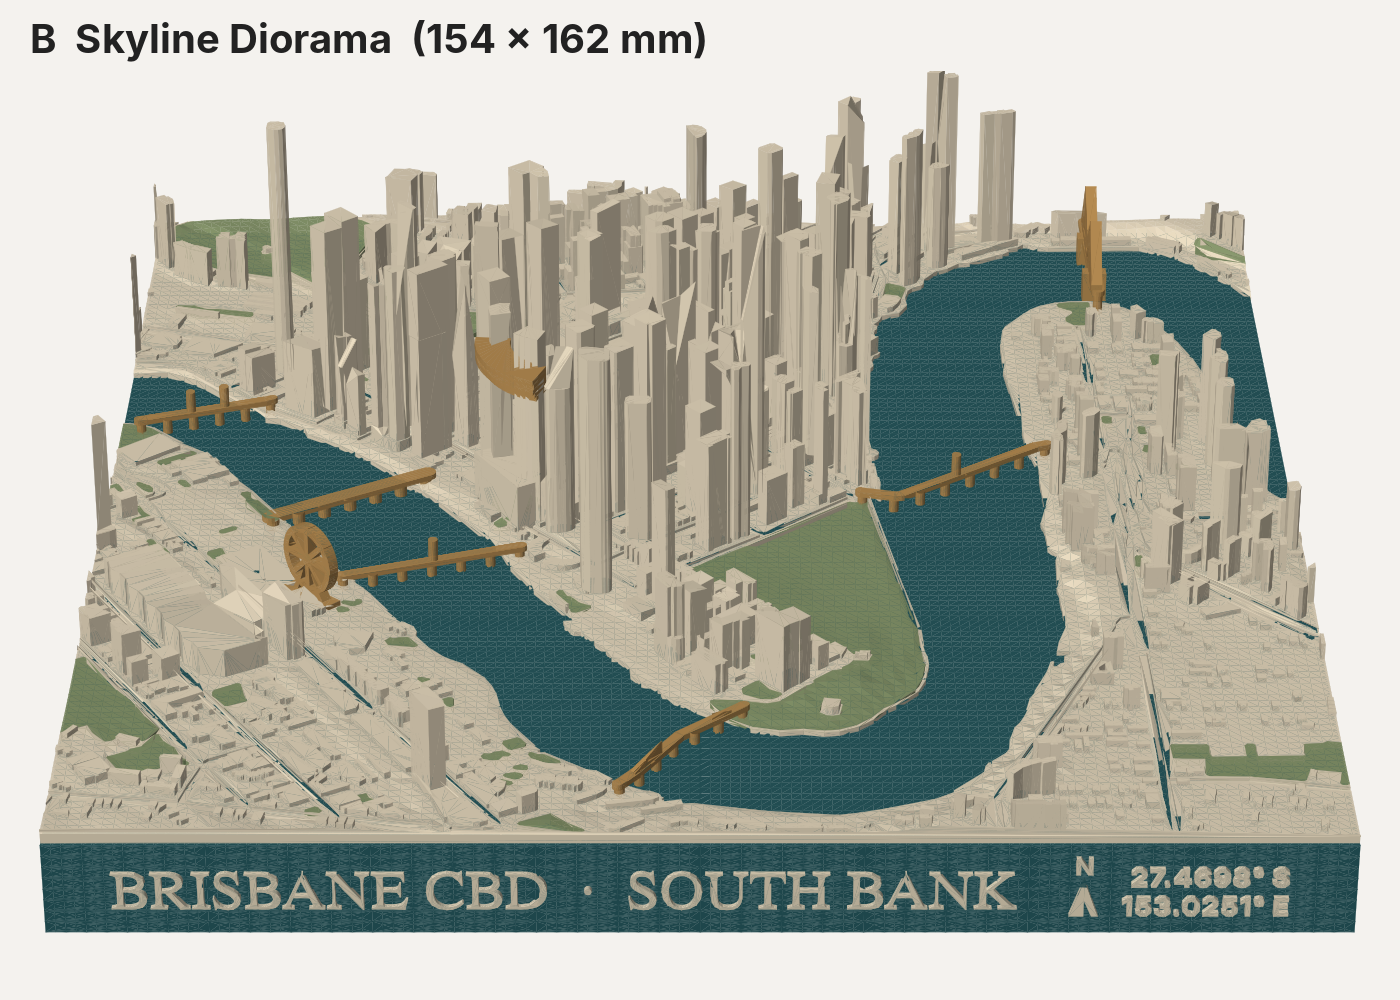 B Skyline Diorama (154 × 162 mm)
BRISBANE CBD · SOUTH BANK
N
27.4698° S
153.0251° E